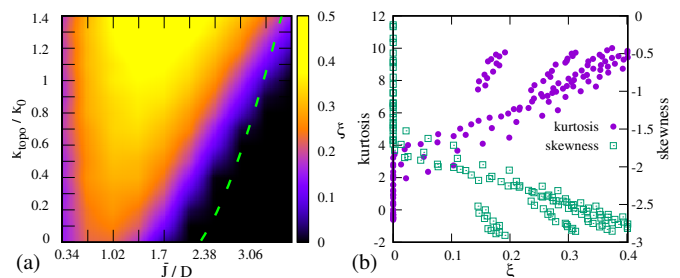 1.4
1.2
1
0.8
0.6
0.4
0.2
0
κtopo / κ0
0.34 1.02 1.7 2.38 3.06
J / D
(a)
0.5
0.4
0.3
0.2
0.1
0
ξ
12
10
8
6
4
2
0
-2
kurtosis
0
-0.5
-1
-1.5
-2
-2.5
-3
skewness
kurtosis
skewness
0 0.1 0.2 0.3 0.4
ξ
(b)